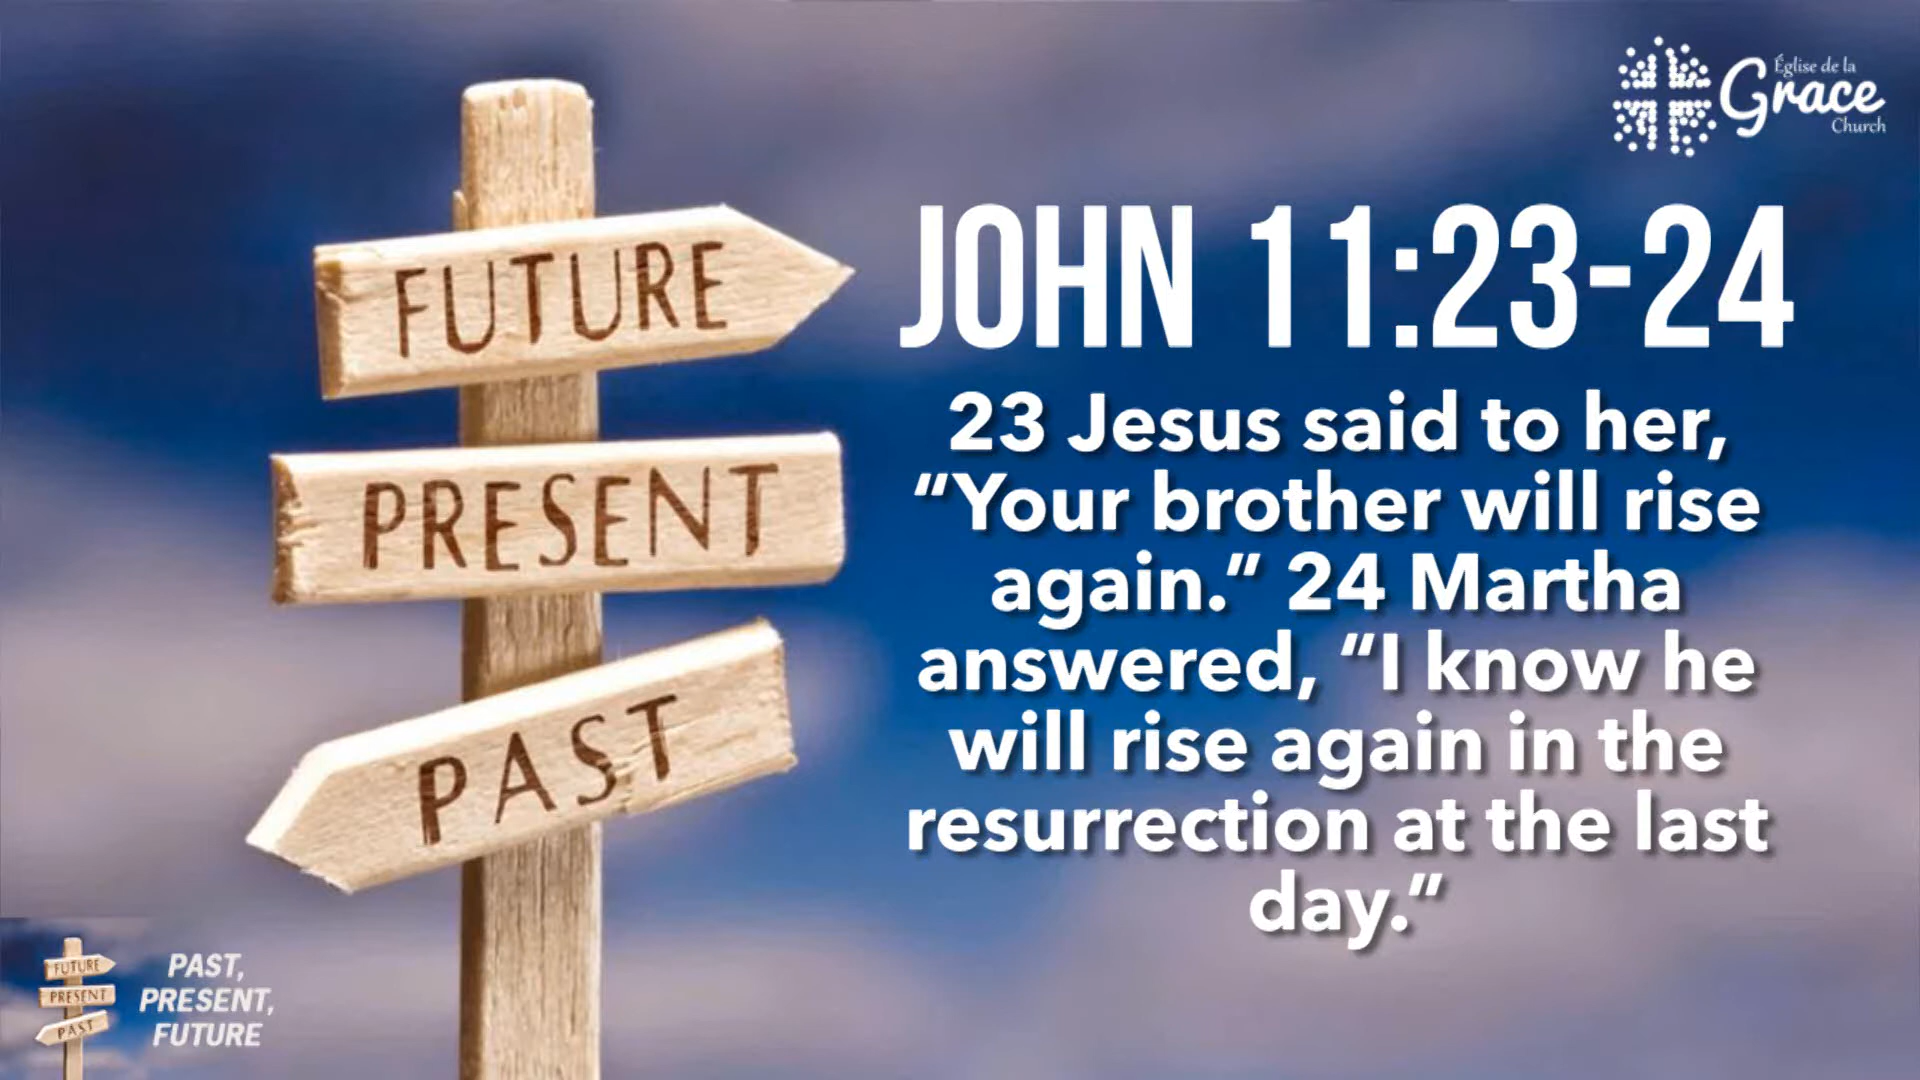 Église de la
Grace
Church
FUTURE
PRESENT
PAST
JOHN 11:23-24
23 Jesus said to her,
“Your brother will rise
again.” 24 Martha
answered, “I know he
will rise again in the
resurrection at the last
day.”
FUTURE
PRESENT
PAST
PAST,
PRESENT,
FUTURE